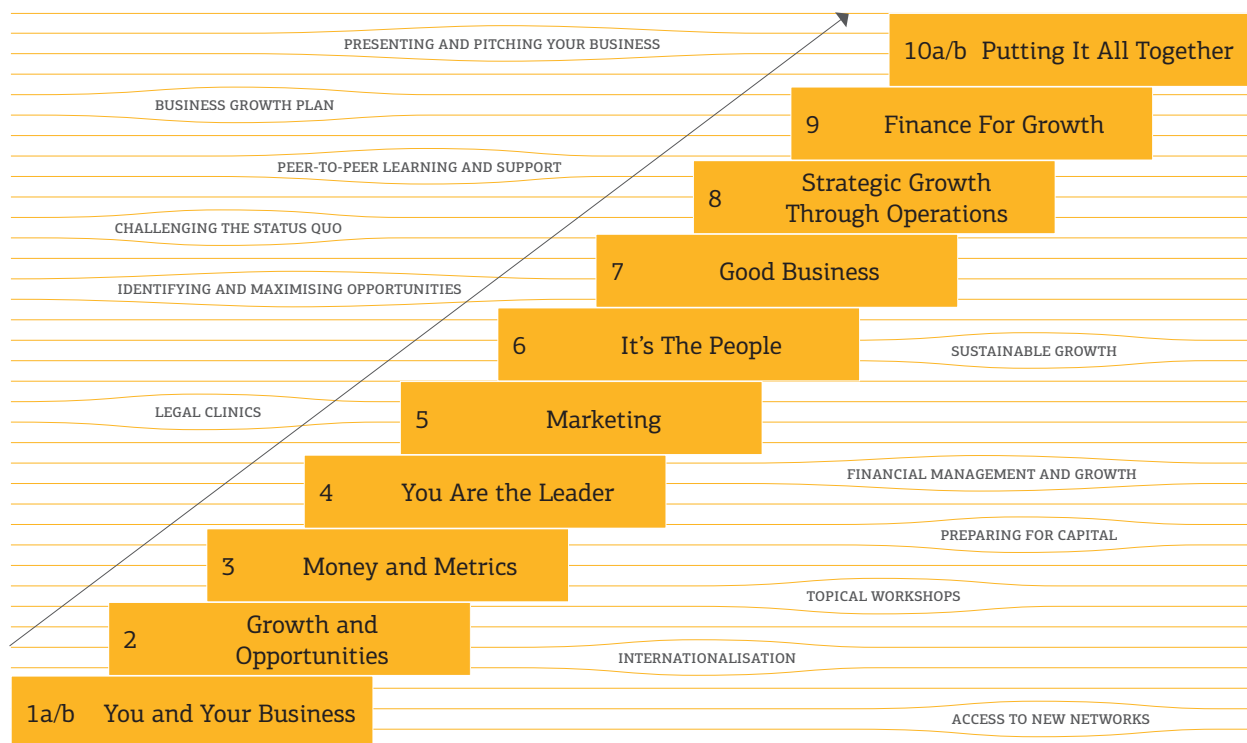 PRESENTING AND PITCHING YOUR BUSINESS
10a/b Putting It All Together
BUSINESS GROWTH PLAN
9 Finance For Growth
PEER-TO-PEER LEARNING AND SUPPORT
8 Strategic Growth
Through Operations
CHALLENGING THE STATUS QUO
7 Good Business
IDENTIFYING AND MAXIMISING OPPORTUNITIES
6 It's The People
SUSTAINABLE GROWTH
LEGAL CLINICS
5 Marketing
FINANCIAL MANAGEMENT AND GROWTH
4 You Are the Leader
PREPARING FOR CAPITAL
3 Money and Metrics
TOPICAL WORKSHOPS
2 Growth and
Opportunities
INTERNATIONALISATION
1a/b You and Your Business
ACCESS TO NEW NETWORKS